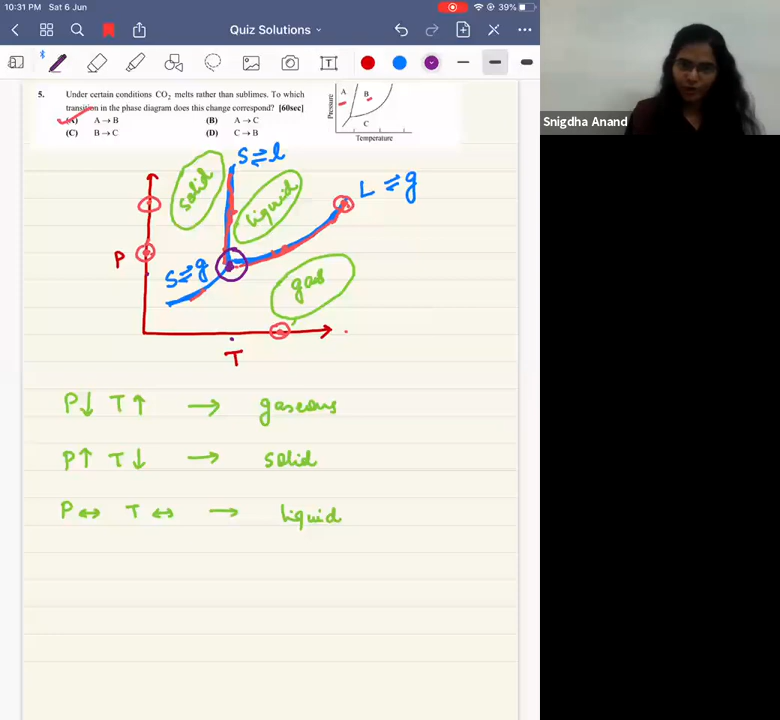 10:31 PM Sat 6 Jun
39%
Quiz Solutions
T
5. Under certain conditions CO2 melts rather than sublimes. To which
transition in the phase diagram does this change correspond? [60sec]
(A) A → B (B) A → C
(C) B → C (D) C → B
Pressure
A
B
C
Temperature
Snigdha Anand
S⇌l
solid
liquid
L⇌g
P
S⇌g
gas
T
P↓ T↑ → gaseous
P↑ T↓ → solid
P↔ T↔ → liquid